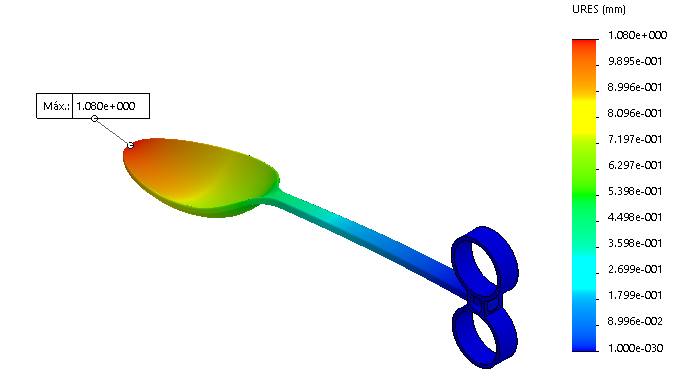 URES (mm)
1.080e+000
9.895e-001
8.996e-001
8.096e-001
7.197e-001
6.297e-001
5.398e-001
4.498e-001
3.598e-001
2.699e-001
1.799e-001
8.996e-002
1.000e-030
Máx.: 1.080e+000